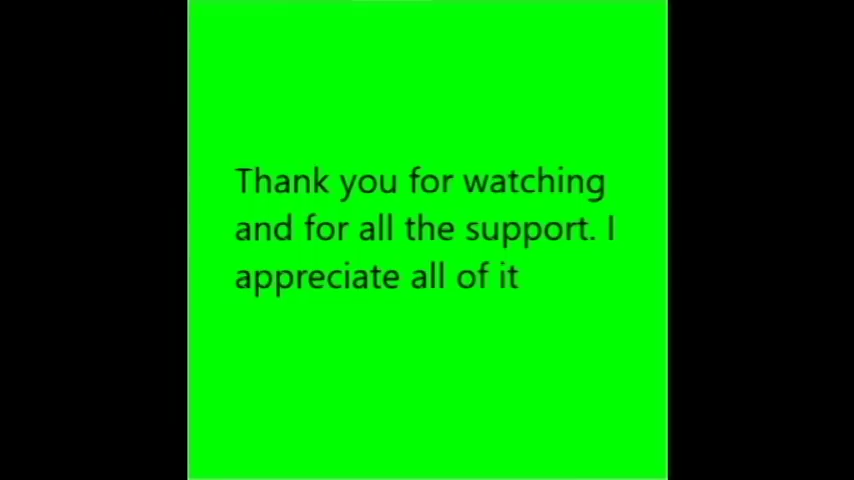 Thank you for watching
and for all the support. I
appreciate all of it